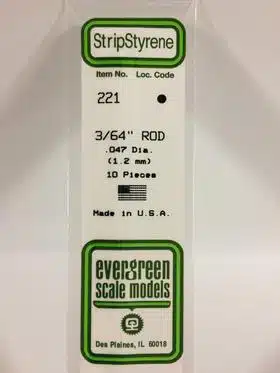 StripStyrene
Item No. Loc. Code
221
3/64" ROD
.047 Dia.
(1.2 mm)
10 Pieces
Made in U.S.A.
evergreen
scale models
Des Plaines, IL 60018